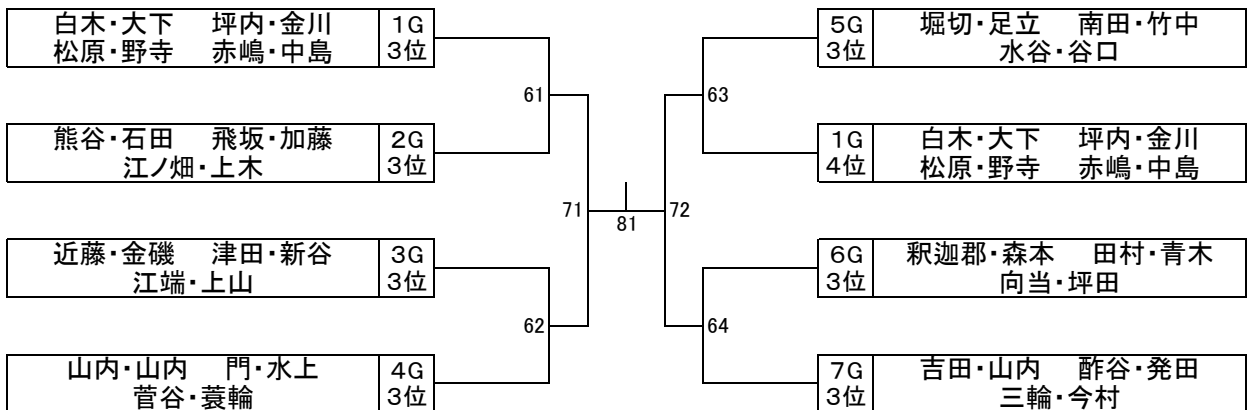 白木・大下 坪内・金川 1G
松原・野寺 赤嶋・中島 3位
61
熊谷・石田 飛坂・加藤 2G
江ノ畑・上木 3位
71
近藤・金磯 津田・新谷 3G
江端・上山 3位
62
山内・山内 門・水上 4G
菅谷・蓑輪 3位
81
5G 堀切・足立 南田・竹中
3位 水谷・谷口
63
1G 白木・大下 坪内・金川
4位 松原・野寺 赤嶋・中島
72
6G 釈迦郡・森本 田村・青木
3位 向当・坪田
64
7G 吉田・山内 酢谷・発田
3位 三輪・今村